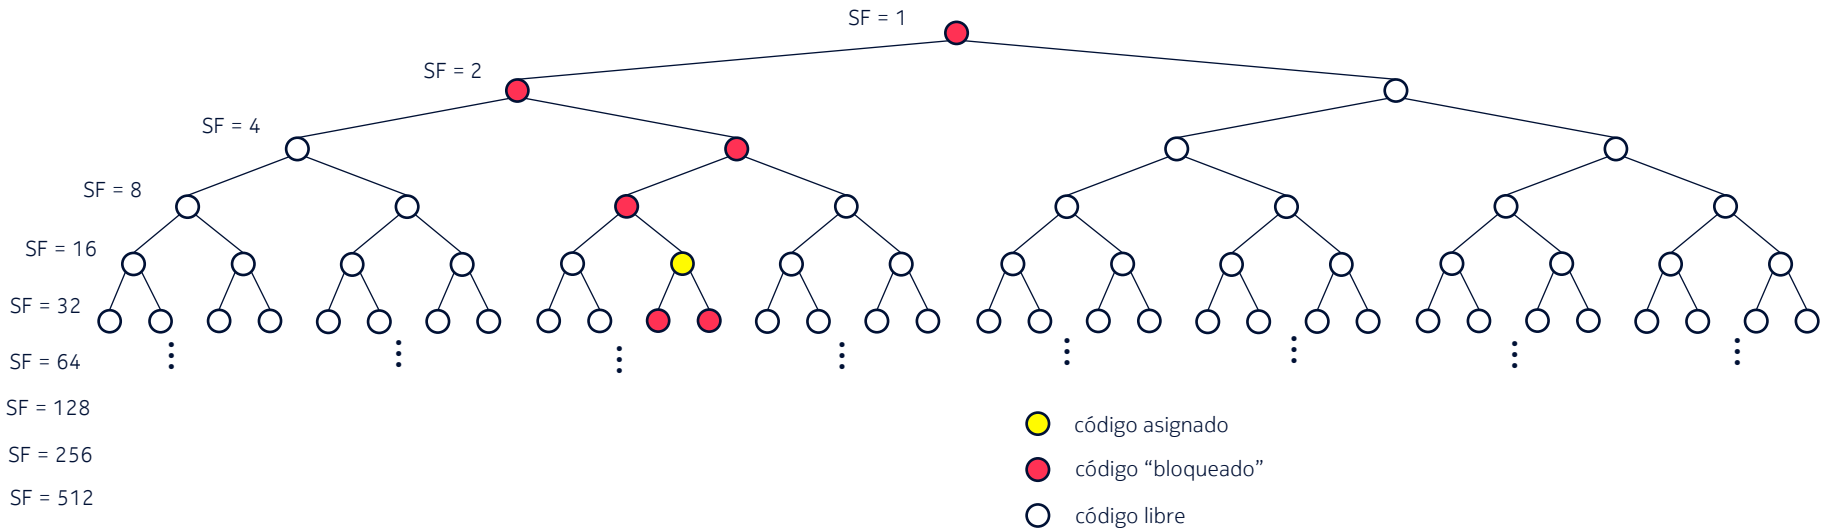 SF = 1
SF = 2
SF = 4
SF = 8
SF = 16
SF = 32
SF = 64
SF = 128
SF = 256
SF = 512
código asignado
código “bloqueado”
código libre